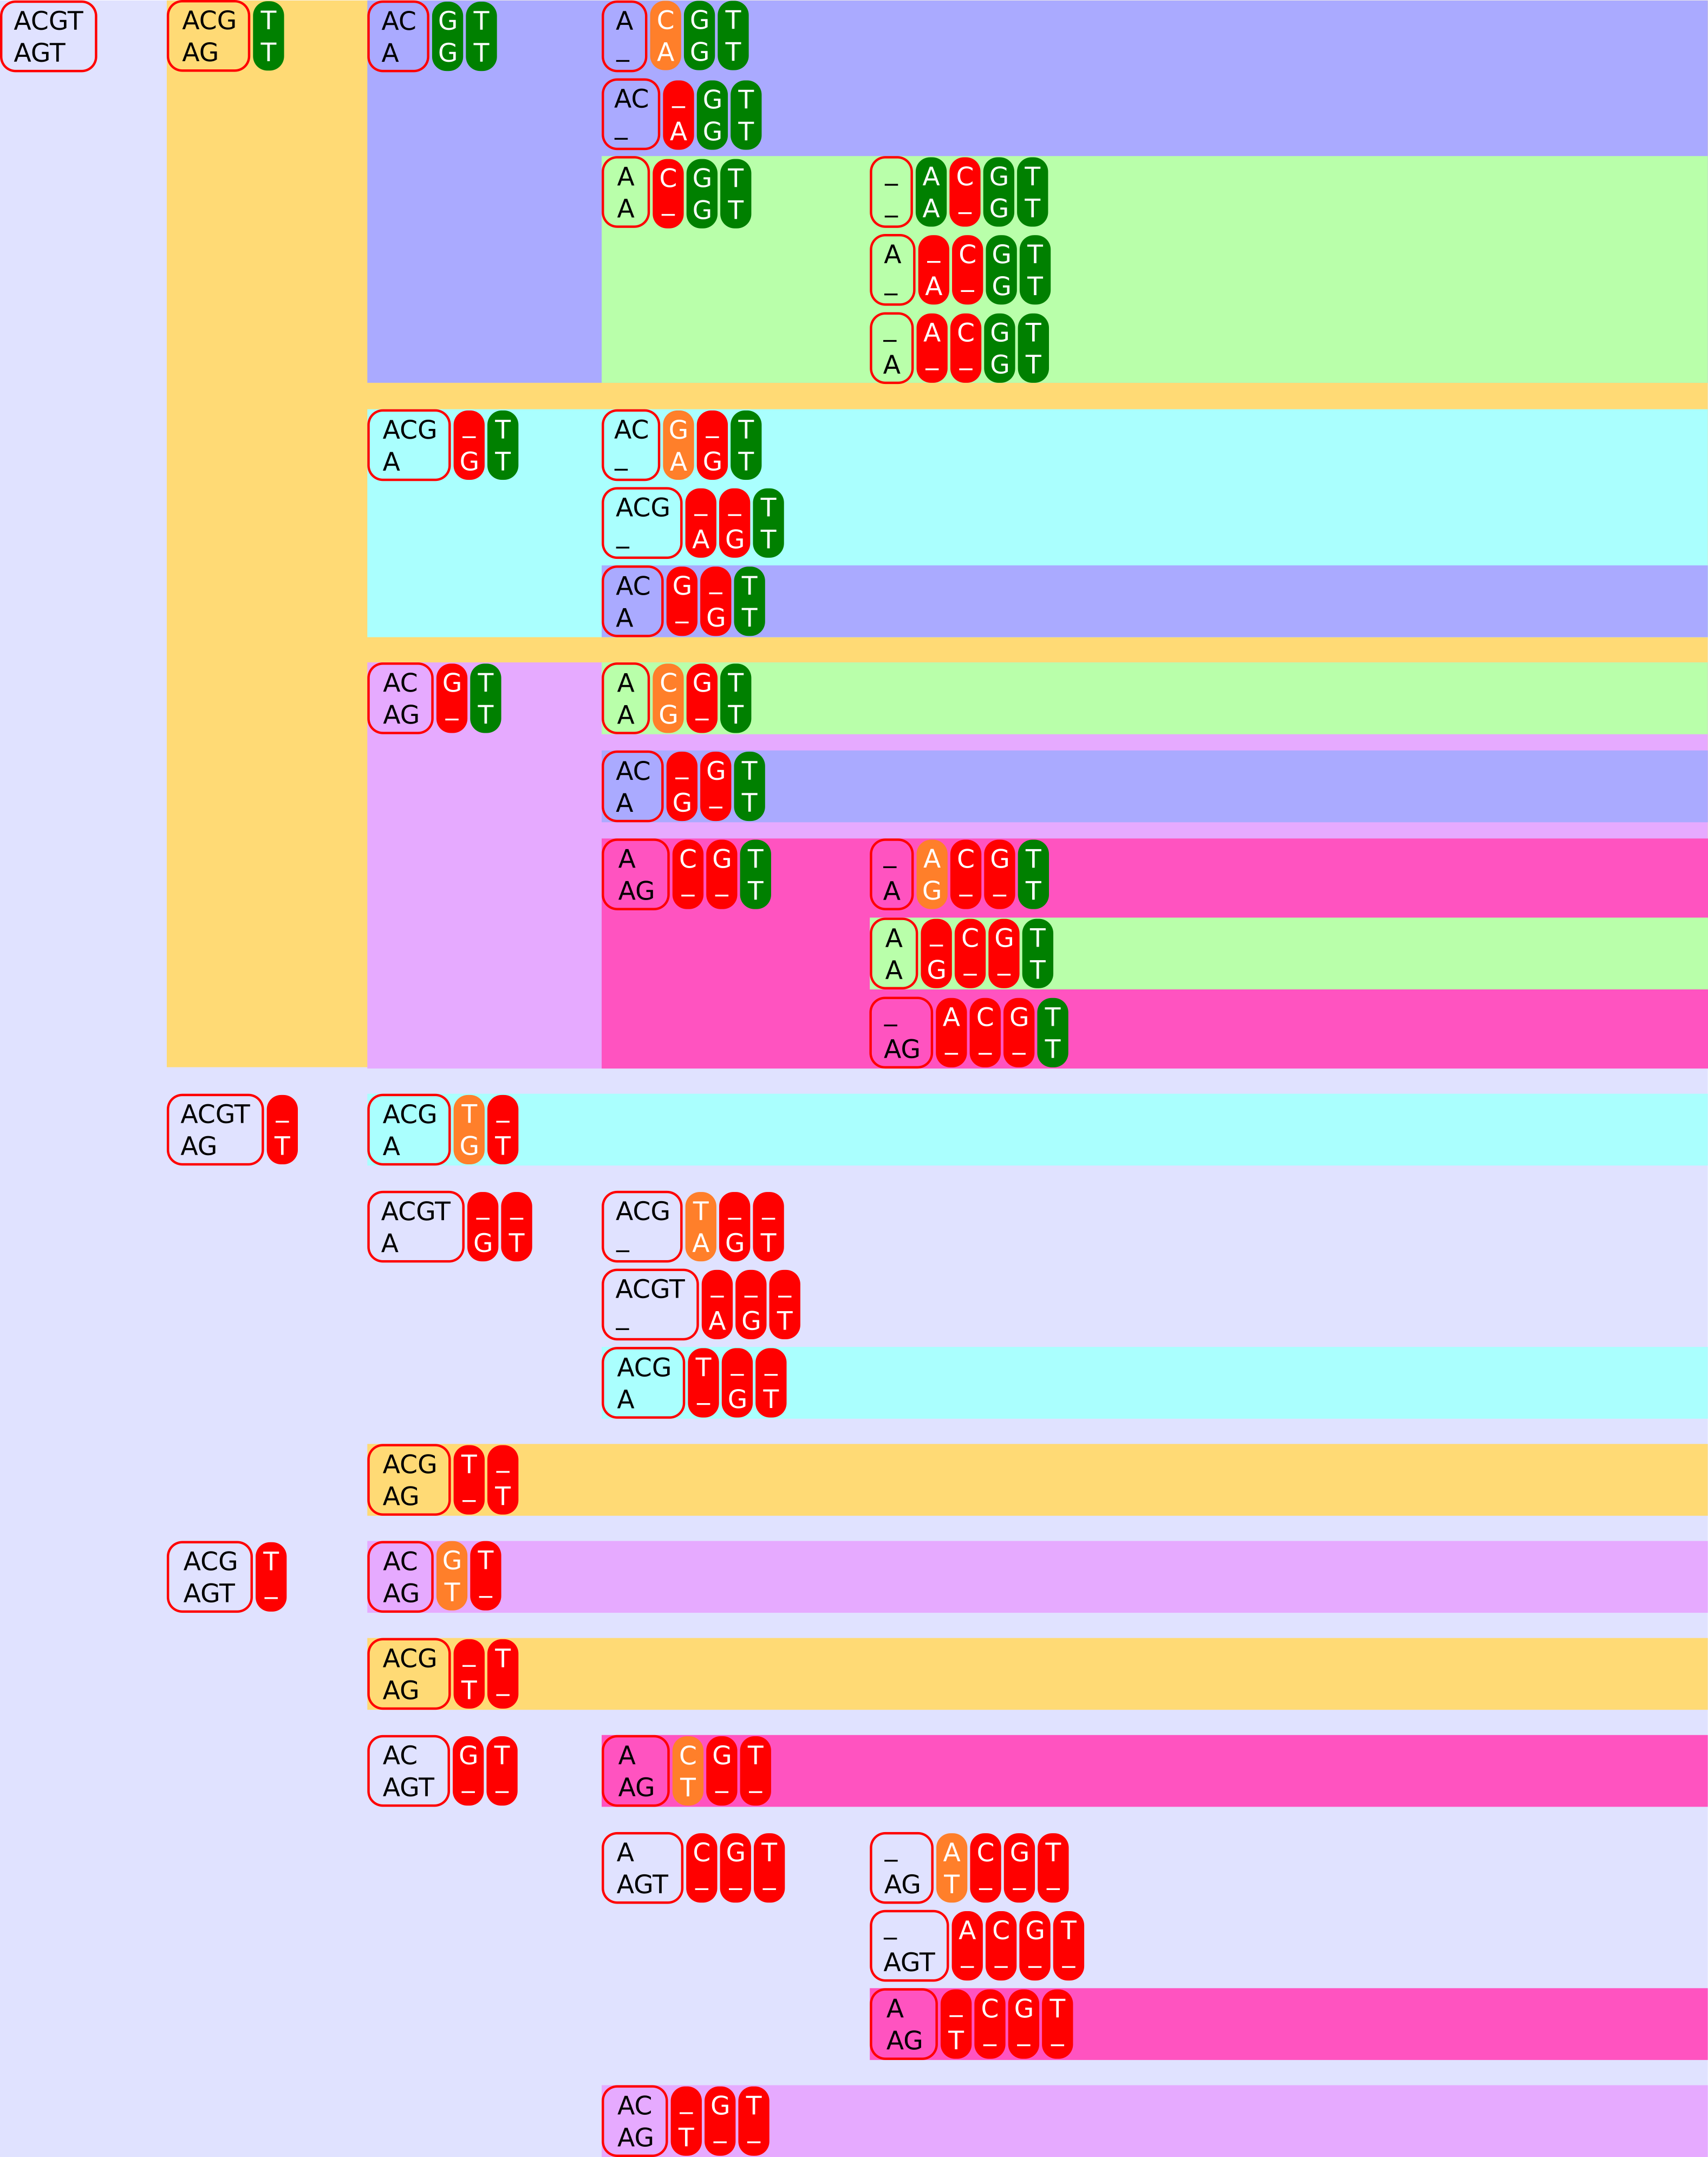 ACGT ACG T AC G T A C G T
AGT AG T A G T _ A G T
AC _ G T
_ A G T
A C G T _ A C G T
A _ G T _ A _ G T
A _ C G T
_ A _ G T
_ A C G T
A _ _ G T
ACG _ T AC G _ T
A G T _ A G T
ACG _ _ T
_ A G T
AC G _ T
A _ G T
AC G T A C G T
AG _ T A G _ T
AC _ G T
A G _ T
A C G T _ A C G T
AG _ _ T A G _ _ T
A _ C G T
A G _ _ T
_ A C G T
AG _ _ _ T
ACGT _ ACG T _
AG T A G T
ACGT _ _ ACG T _ _
A G T _ A G T
ACGT _ _ _
_ A G T
ACG T _ _
A _ G T
ACG T _
AG _ T
ACG T AC G T
AGT _ AG T _
ACG _ T
AG T _
AC G T A C G T
AGT _ _ AG T _ _
A C G T _ A C G T
AGT _ _ _ AG T _ _ _
_ A C G T
AGT _ _ _ _
A _ C G T
AG T _ _ _
AC _ G T
AG T _ _